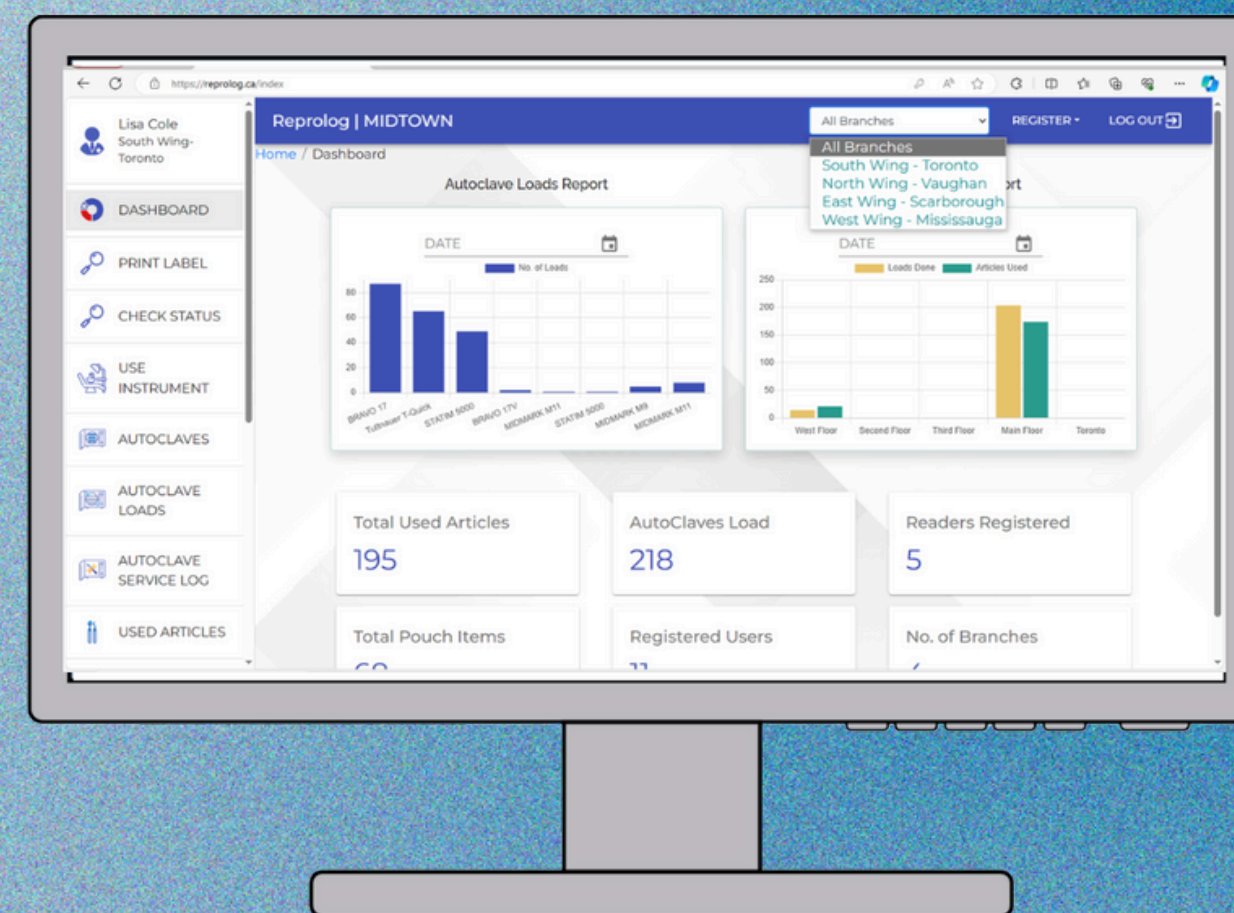 https://reprolog.ca/index
Lisa Cole
South Wing-
Toronto
Reprolog | MIDTOWN
All Branches
REGISTER
LOG OUT
All Branches
South Wing - Toronto
North Wing - Vaughan
East Wing - Scarborough
West Wing - Mississauga
Home / Dashboard
DASHBOARD
PRINT LABEL
CHECK STATUS
USE
INSTRUMENT
AUTOCLAVES
AUTOCLAVE
LOADS
AUTOCLAVE
SERVICE LOG
USED ARTICLES
Autoclave Loads Report
DATE
No. of Loads
80
60
40
20
0
BRAVO 17
Tuttnauer T-Quick
STATIM 5000
BRAVO 17V
MIDMARK M11
STATIM 5000
MIDMARK M9
MIDMARK M11
DATE
Loads Done Articles Used
250
200
150
100
50
0
West Floor Second Floor Third Floor Main Floor Toronto
Total Used Articles
195
AutoClaves Load
218
Readers Registered
5
Total Pouch Items
Registered Users
11
No. of Branches